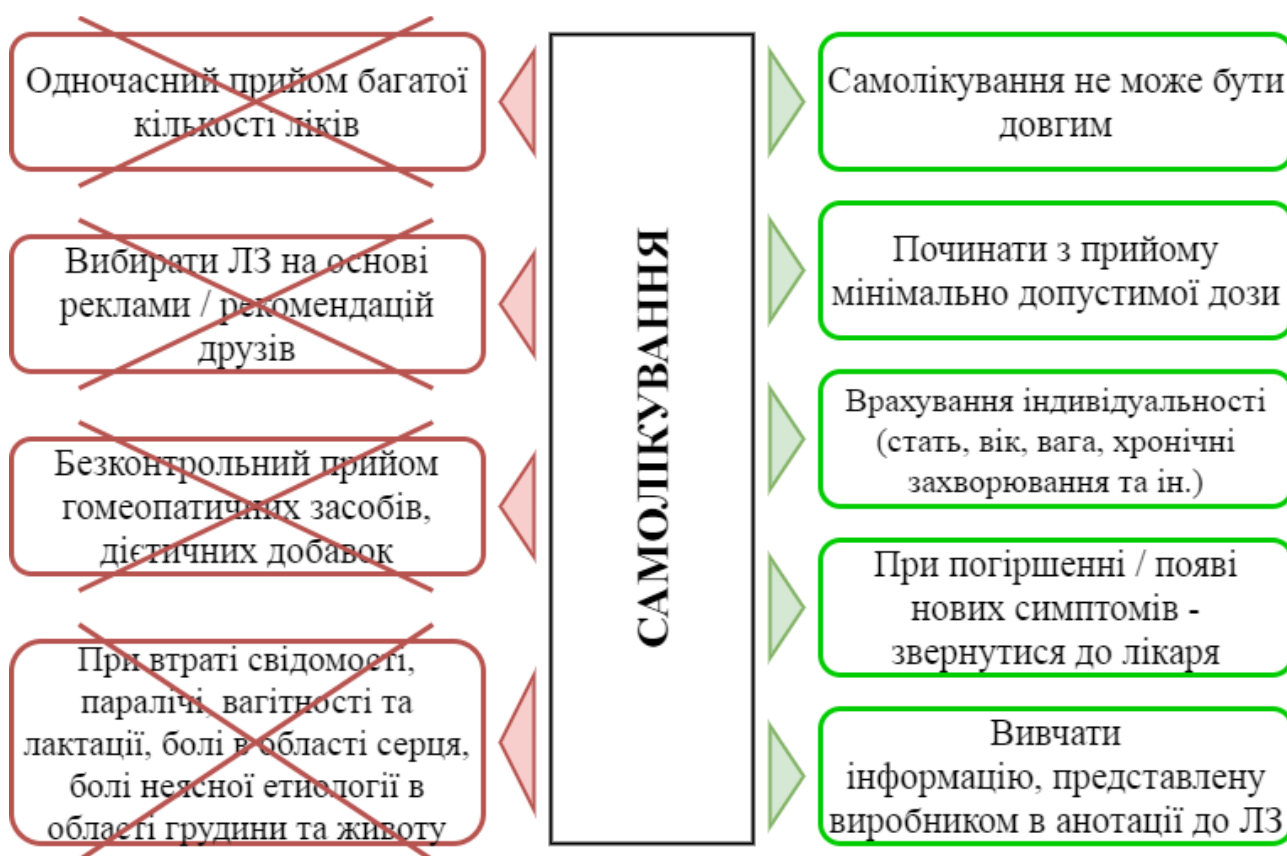 Одночасний прийом багатої
кількості ліків
Вибирати ЛЗ на основі
реклами / рекомендацій
друзів
Безконтрольний прийом
гомеопатичних засобів,
дієтичних добавок
При втраті свідомості,
паралічі, вагітності та
лактації, болі в області серця,
болі неясної етиології в
області грудини та животу
САМОЛІКУВАННЯ
Самолікування не може бути
довгим
Починати з прийому
мінімально допустимої дози
Врахування індивідуальності
(стать, вік, вага, хронічні
захворювання та ін.)
При погіршенні / появі
нових симптомів -
звернутися до лікаря
Вивчати
інформацію, представлену
виробником в анотації до ЛЗ